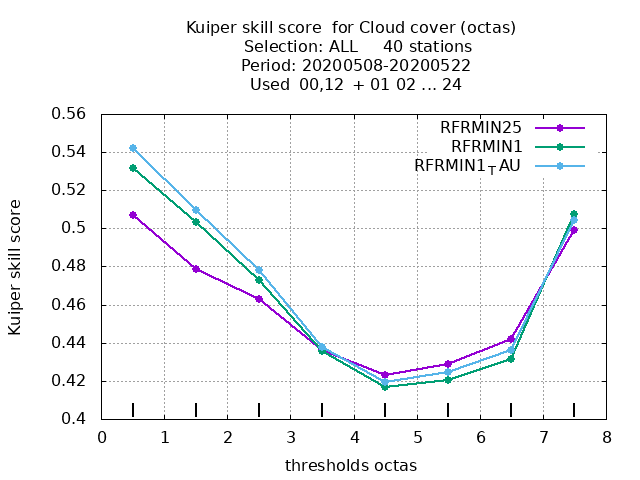 Kuiper skill score  for Cloud cover (octas)
Selection: ALL     40 stations
Period: 20200508-20200522
Used  00,12  + 01 02 ... 24
RFRMIN25
RFRMIN1
RFRMIN1TAU
Kuiper skill score
0.56
0.54
0.52
0.5
0.48
0.46
0.44
0.42
0.4
0 1 2 3 4 5 6 7 8
thresholds octas